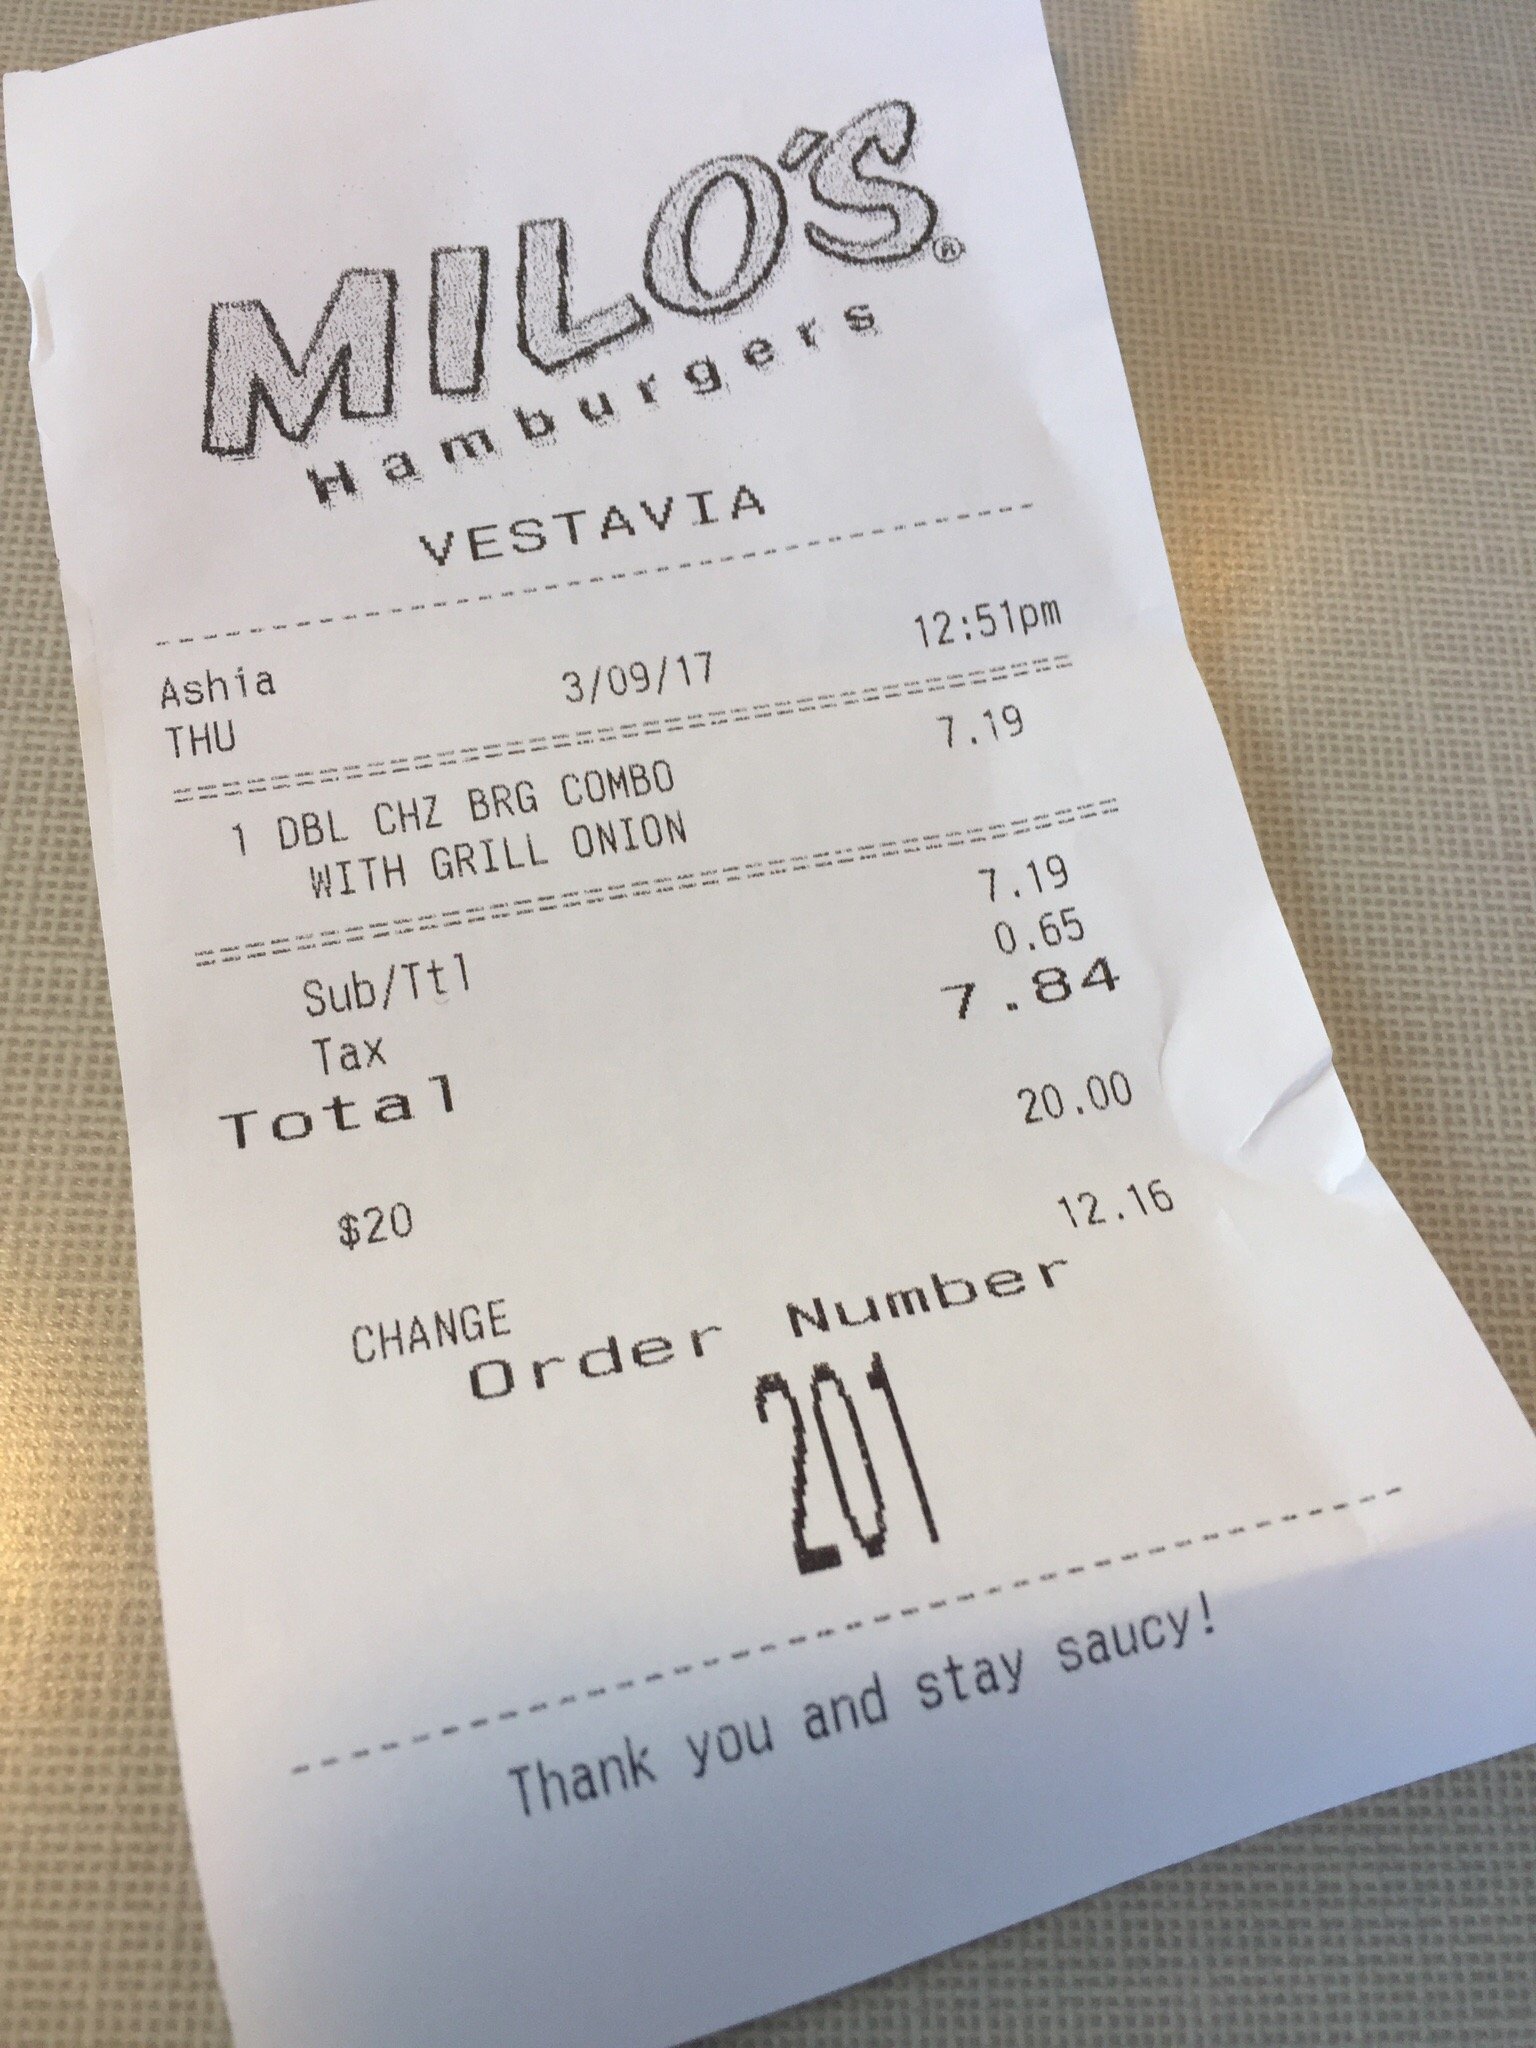 MILO'S®
Hamburgers
VESTAVIA
Ashia 3/09/17 12:51pm
THU
1 DBL CHZ BRG COMBO 7.19
WITH GRILL ONION
Sub/Ttl 7.19
Tax 0.65
Total 7.84
$20 20.00
CHANGE 12.16
Order Number
201
Thank you and stay saucy!